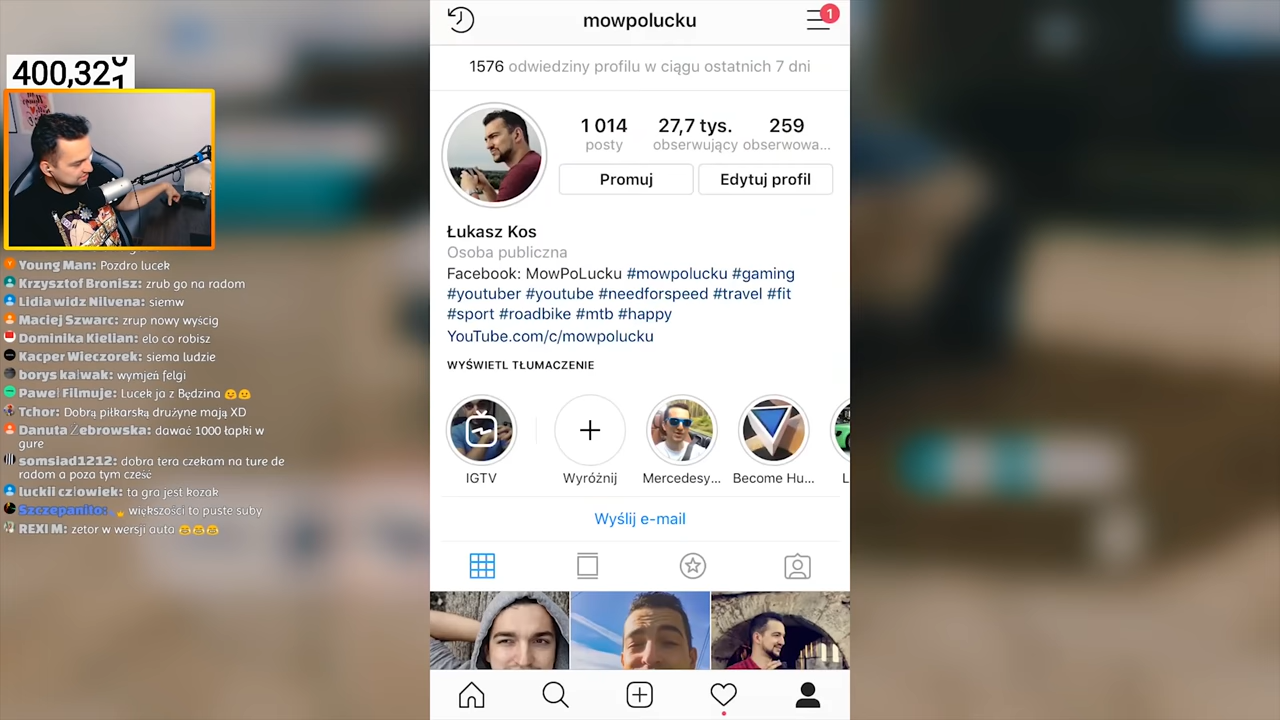 mowpolucku
1
1576 odwiedziny profilu w ciągu ostatnich 7 dni
400,32
1 014
posty
27,7 tys.
obserwujący
259
obserwowa...
Promuj
Edytuj profil
Łukasz Kos
Osoba publiczna
Facebook: MowPoLucku #mowpolucku #gaming
#youtuber #youtube #needforspeed #travel #fit
#sport #roadbike #mtb #happy
YouTube.com/c/mowpolucku
WYŚWIETL TŁUMACZENIE
IGTV
Wyróżnij
Mercedesy...
Become Hu...
L
Wyślij e-mail
Young Man: Pozdro lucek
Krzysztof Bronisz: zrub go na radom
Lidia widz Nilvena: siemw
Maciej Szwarc: zrup nowy wyścig
Dominika Kielian: elo co robisz
Kacper Wieczorek: siema ludzie
borys kalwak: wymień felgi
Paweł Filmuje: Lucek ja z Będzina 😐😐
Tchor: Dobrą piłkarską drużynę mają XD
Danuta Żebrowska: dawać 1000 łapki w
gure
somsiad1212: dobra tera czekam na ture de
radom a poza tym cześć
luckii człowiek: ta gra jest kozak
Szczepanito: większości to puste suby
REXI M: zetor w wersji auta 😂😂😂